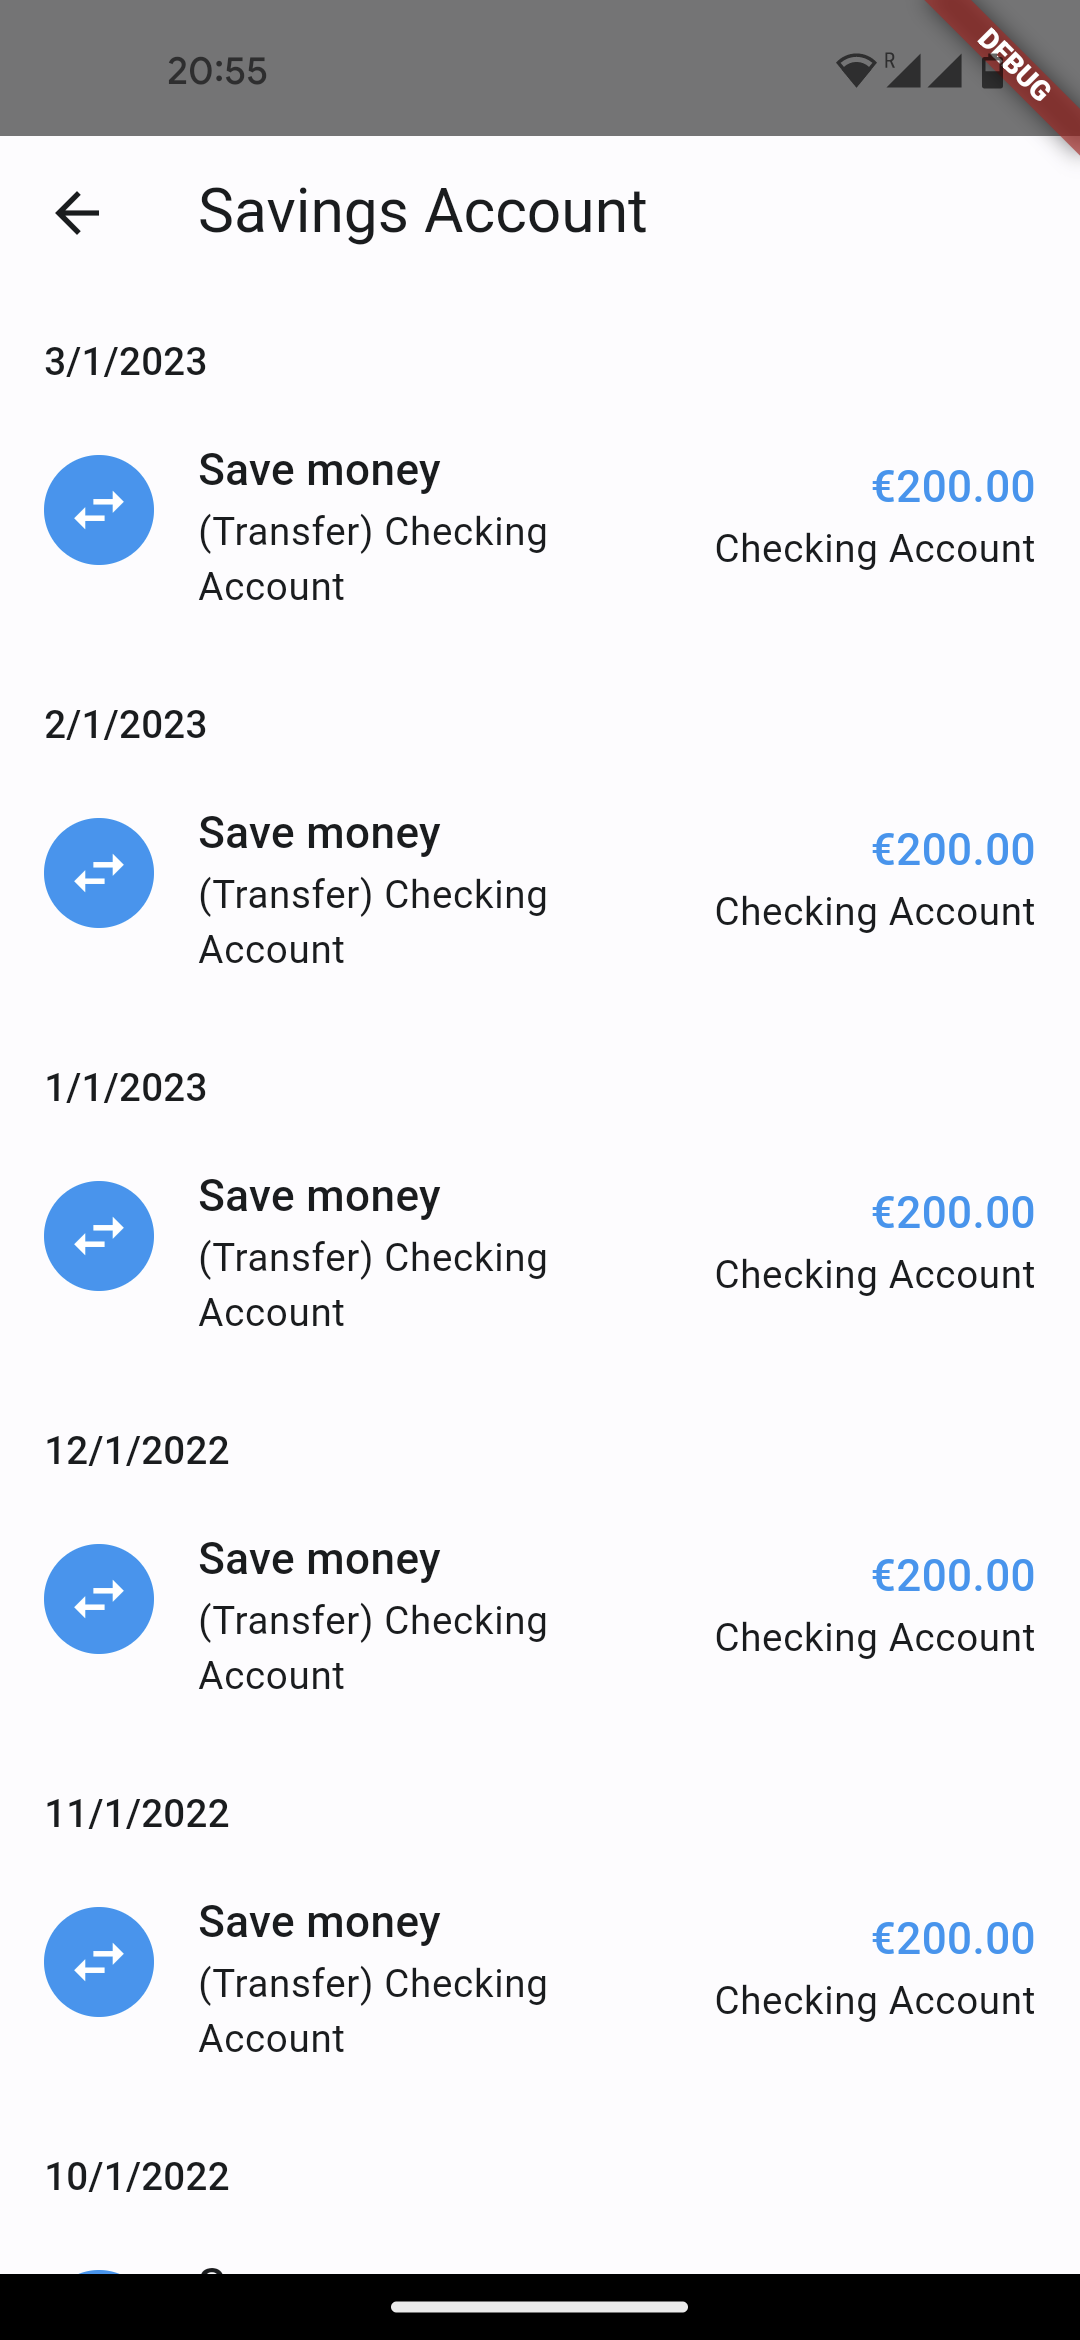 20:55
R
DEBUG
Savings Account
3/1/2023
Save money
€200.00
(Transfer) Checking
Account
Checking Account
2/1/2023
Save money
€200.00
(Transfer) Checking
Account
Checking Account
1/1/2023
Save money
€200.00
(Transfer) Checking
Account
Checking Account
12/1/2022
Save money
€200.00
(Transfer) Checking
Account
Checking Account
11/1/2022
Save money
€200.00
(Transfer) Checking
Account
Checking Account
10/1/2022